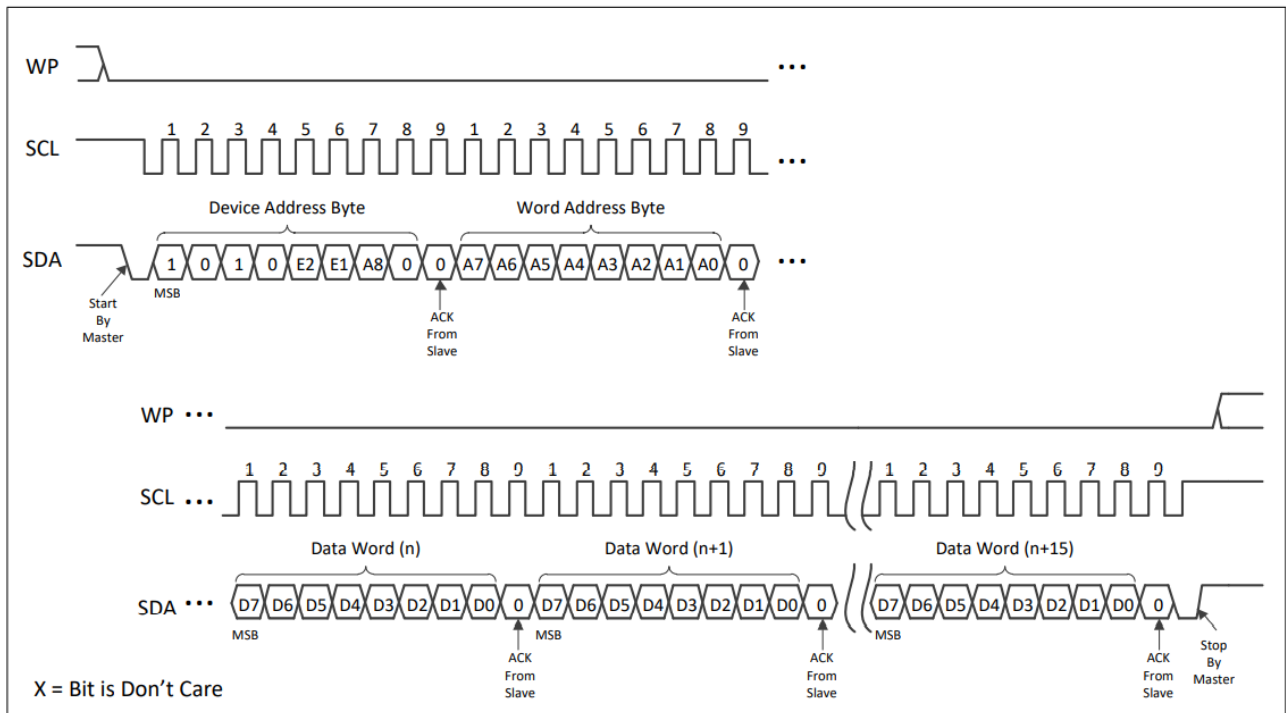 WP ...
1 2 3 4 5 6 7 8 9 1 2 3 4 5 6 7 8 9
SCL ...
Device Address Byte Word Address Byte
SDA 1 0 1 0 E2 E1 A8 0 0 A7 A6 A5 A4 A3 A2 A1 A0 0 ...
MSB
Start
By
Master
ACK
From
Slave
ACK
From
Slave
WP ...
1 2 3 4 5 6 7 8 9 1 2 3 4 5 6 7 8 9 1 2 3 4 5 6 7 8 9
SCL ...
Data Word (n) Data Word (n+1) Data Word (n+15)
SDA ... D7 D6 D5 D4 D3 D2 D1 D0 0 D7 D6 D5 D4 D3 D2 D1 D0 0 D7 D6 D5 D4 D3 D2 D1 D0 0
MSB MSB MSB
ACK
From
Slave
ACK
From
Slave
ACK
From
Slave
Stop
By
Master
X = Bit is Don’t Care